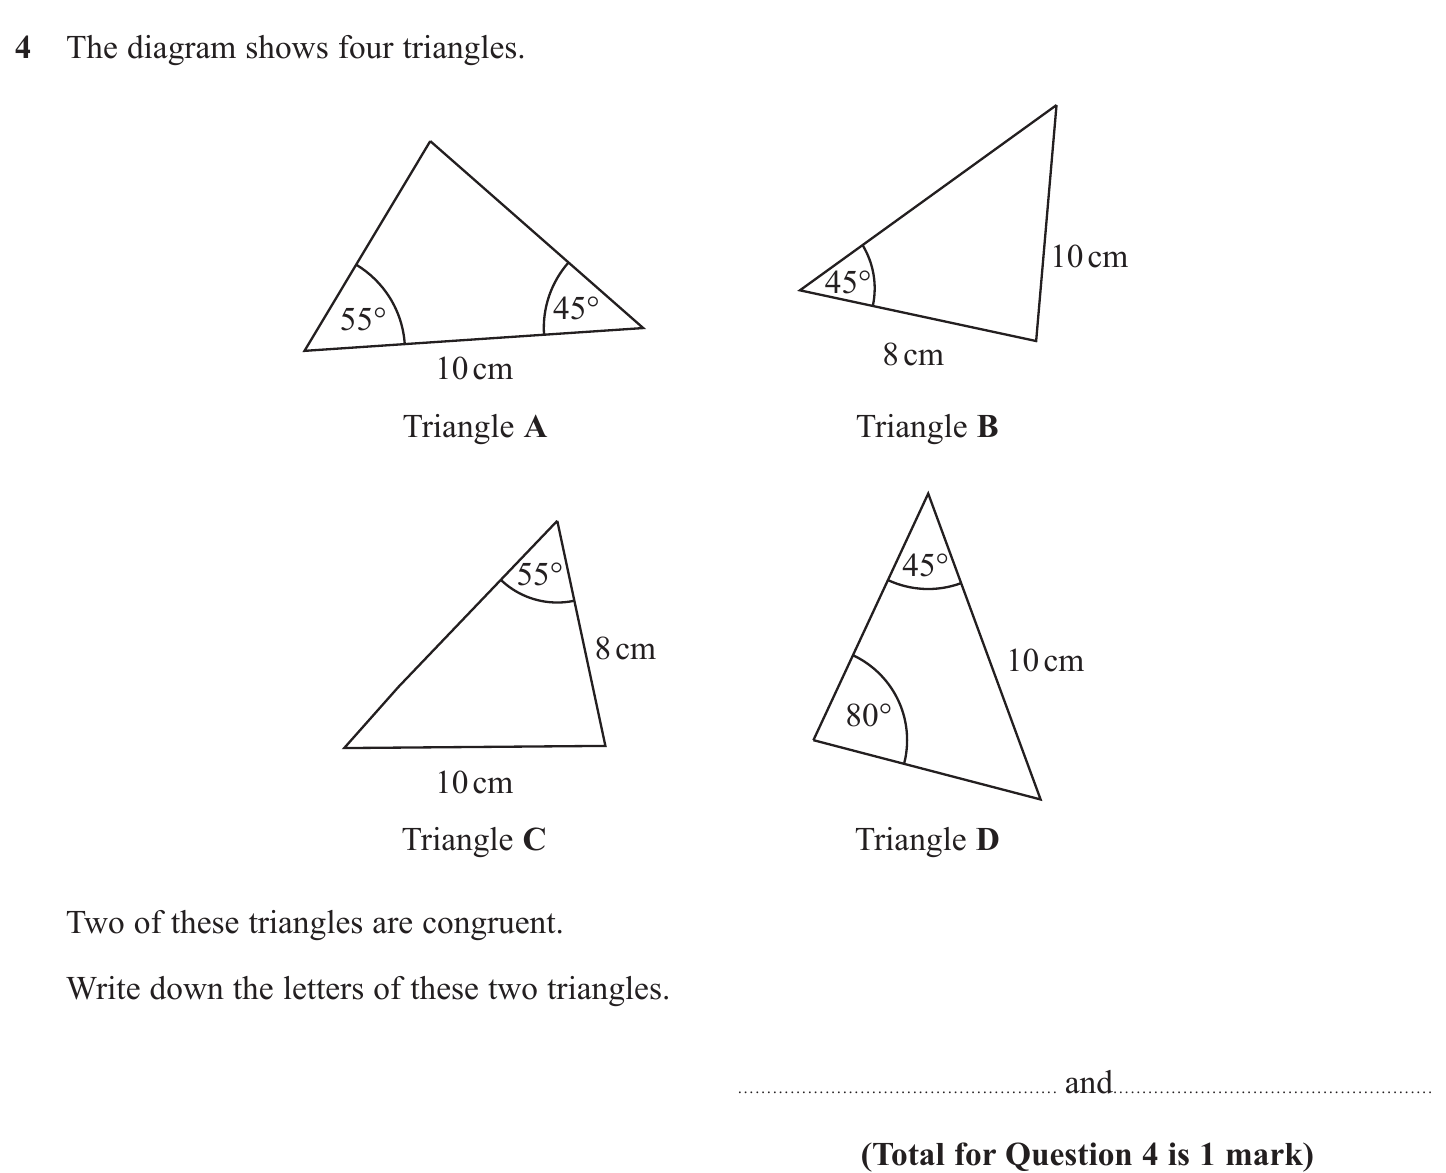 4 The diagram shows four triangles.
55°
45°
10 cm
Triangle A
45°
10 cm
8 cm
Triangle B
55°
8 cm
10 cm
Triangle C
45°
10 cm
80°
Triangle D
Two of these triangles are congruent.
Write down the letters of these two triangles.
and
(Total for Question 4 is 1 mark)